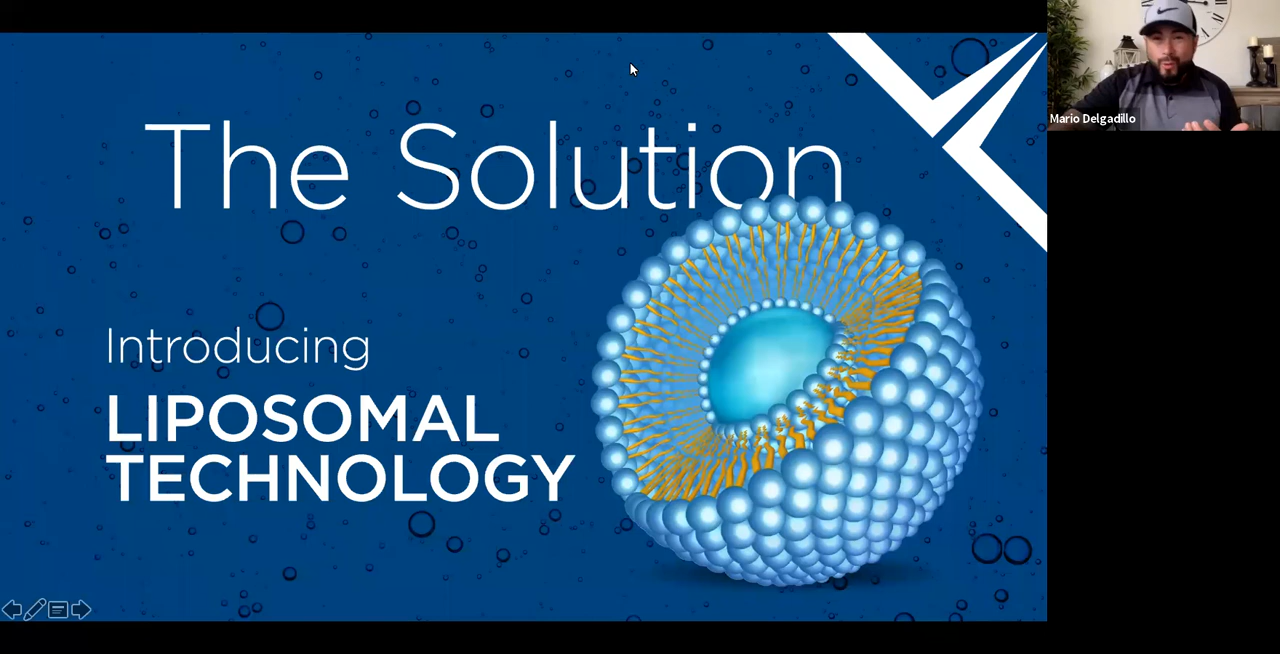 The Solution
Introducing
LIPOSOMAL
TECHNOLOGY
Mario Delgadillo